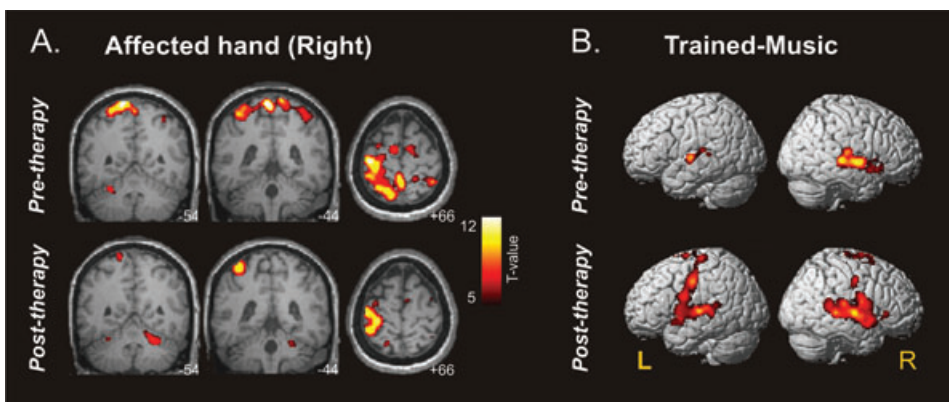 A. Affected hand (Right)
B. Trained-Music
Pre-therapy
-54
-44
+66
Pre-therapy
12
T-value
5
Post-therapy
-54
-44
+66
Post-therapy
L
R